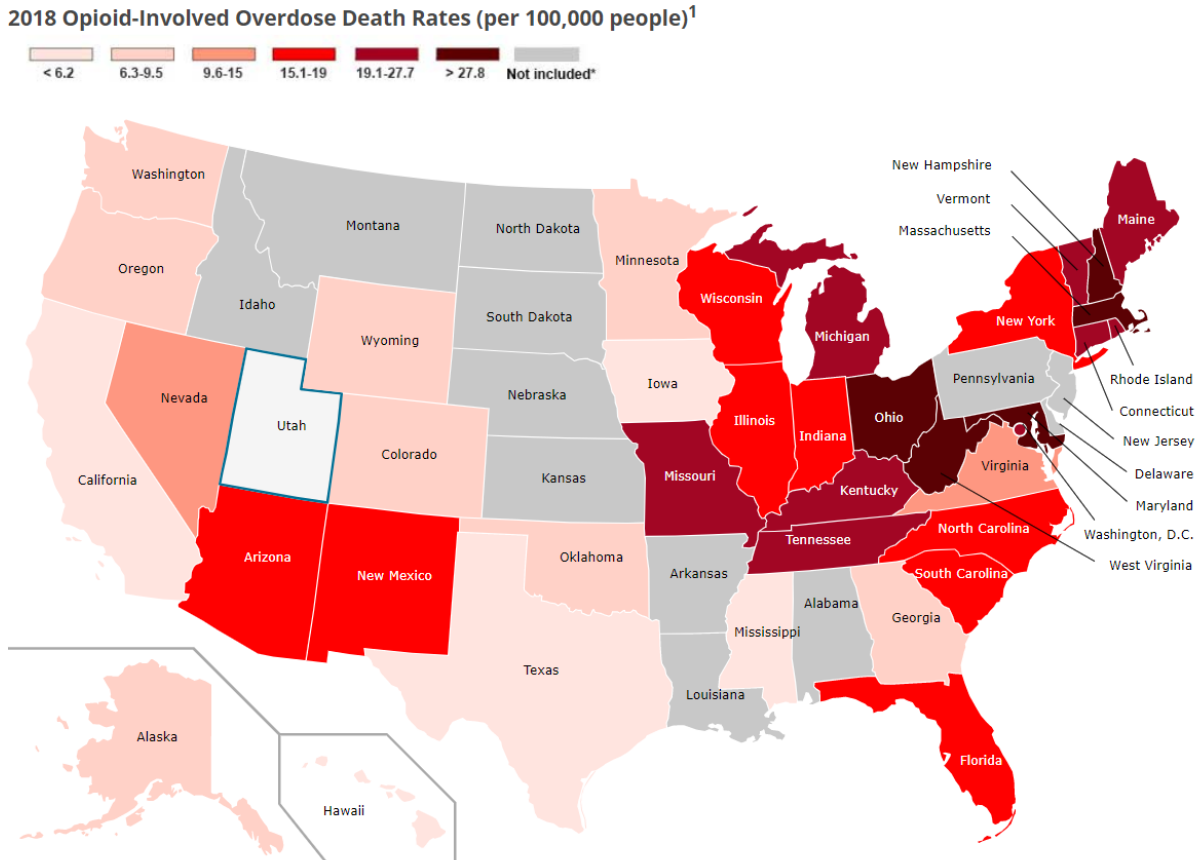 2018 Opioid-Involved Overdose Death Rates (per 100,000 people)1
< 6.2 6.3-9.5 9.6-15 15.1-19 19.1-27.7 > 27.8 Not included*
New Hampshire
Washington
Vermont
Maine
Montana
North Dakota
Massachusetts
Minnesota
Oregon
Wisconsin
Idaho
South Dakota
New York
Michigan
Wyoming
Pennsylvania
Rhode Island
Iowa
Nevada
Nebraska
Connecticut
Ohio
Illinois
Utah
Indiana
New Jersey
Colorado
Virginia
Delaware
California
Kansas
Missouri
Kentucky
Maryland
North Carolina
Washington, D.C.
Tennessee
Arizona
Oklahoma
West Virginia
New Mexico
Arkansas
South Carolina
Alabama
Georgia
Mississippi
Texas
Louisiana
Alaska
Florida
Hawaii